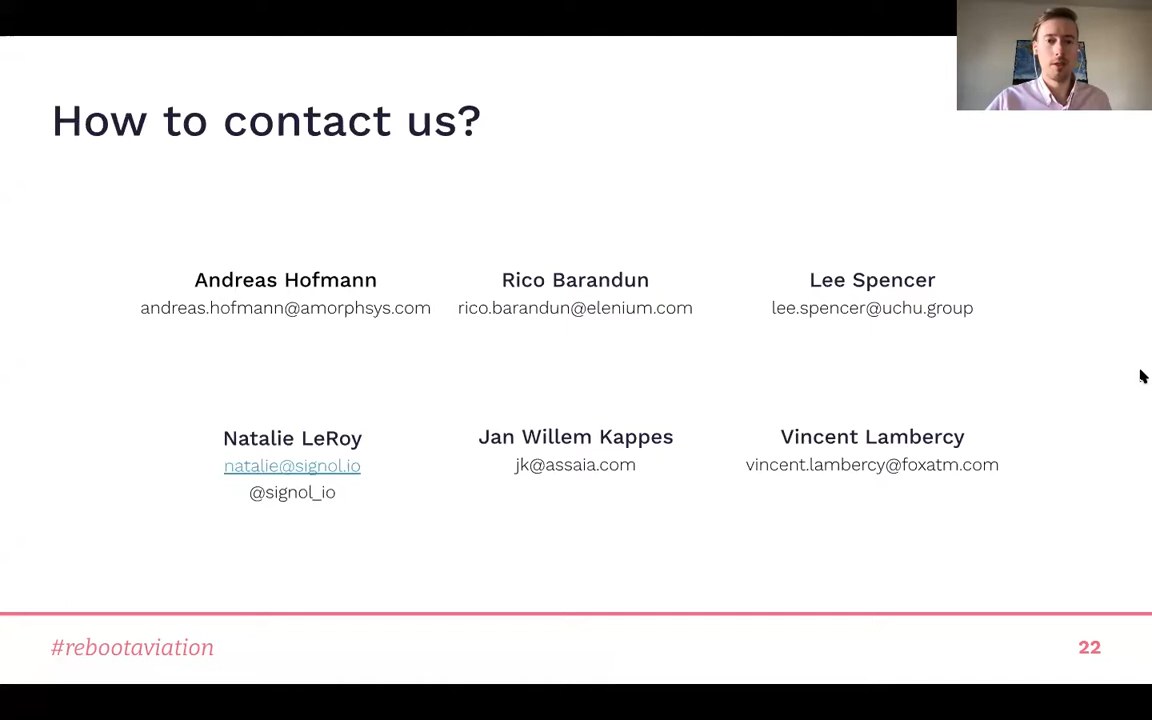 How to contact us?
Andreas Hofmann
andreas.hofmann@amorphsys.com
Rico Barandun
rico.barandun@elenium.com
Lee Spencer
lee.spencer@uchu.group
Natalie LeRoy
natalie@signol.io
@signol_io
Jan Willem Kappes
jk@assaia.com
Vincent Lambercy
vincent.lambercy@foxatm.com
#rebootaviation
22